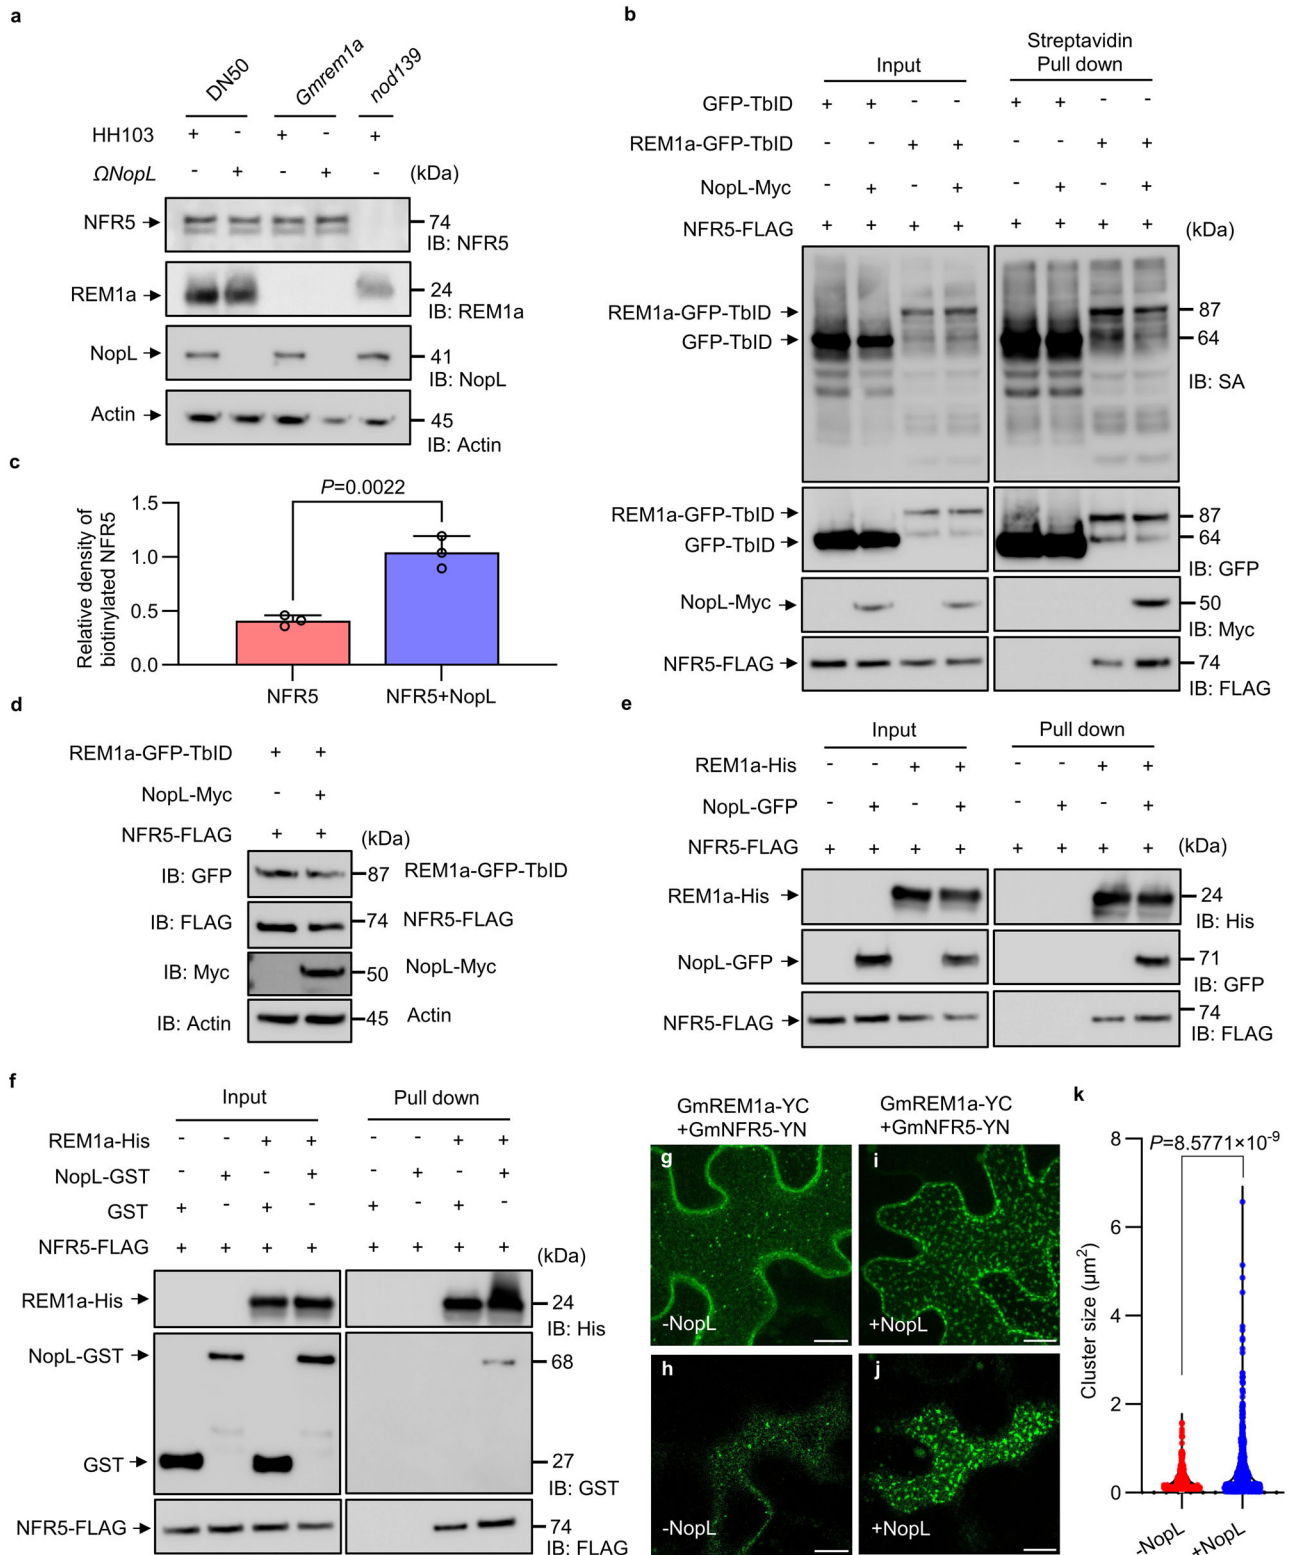 a
DN50 Gmrem1a nod139
HH103 + - + - +
ΩNopL - + - + - (kDa)
NFR5 74
IB: NFR5
REM1a 24
IB: REM1a
NopL 41
IB: NopL
Actin 45
IB: Actin
b
Input Streptavidin
Pull down
GFP-TbID + + - - + + - -
REM1a-GFP-TbID - - + + - - + +
NopL-Myc - + - + - + - +
NFR5-FLAG + + + + + + + + (kDa)
REM1a-GFP-TbID 87
GFP-TbID 64
IB: SA
REM1a-GFP-TbID 87
GFP-TbID 64
IB: GFP
NopL-Myc 50
IB: Myc
NFR5-FLAG 74
IB: FLAG
c
P=0.0022
Relative density of
biotinylated NFR5
1.5
1.0
0.5
0.0
NFR5 NFR5+NopL
d
REM1a-GFP-TbID + +
NopL-Myc - +
NFR5-FLAG + + (kDa)
IB: GFP 87 REM1a-GFP-TbID
IB: FLAG 74 NFR5-FLAG
IB: Myc 50 NopL-Myc
IB: Actin 45 Actin
e
Input Pull down
REM1a-His - - + + - - + +
NopL-GFP - + - + - + - +
NFR5-FLAG + + + + + + + + (kDa)
REM1a-His 24
IB: His
NopL-GFP 71
IB: GFP
NFR5-FLAG 74
IB: FLAG
f
Input Pull down
REM1a-His - - + + - - + +
NopL-GST - + - + - + - +
GST + - + - + - + -
NFR5-FLAG + + + + + + + + (kDa)
REM1a-His 24
IB: His
NopL-GST 68
GST 27
IB: GST
NFR5-FLAG 74
IB: FLAG
GmREM1a-YC
+GmNFR5-YN
GmREM1a-YC
+GmNFR5-YN
g
-NopL
i
+NopL
h
-NopL
j
+NopL
k
P=8.5771×10⁻⁹
Cluster size (μm²)
8
6
4
2
0
-NopL +NopL